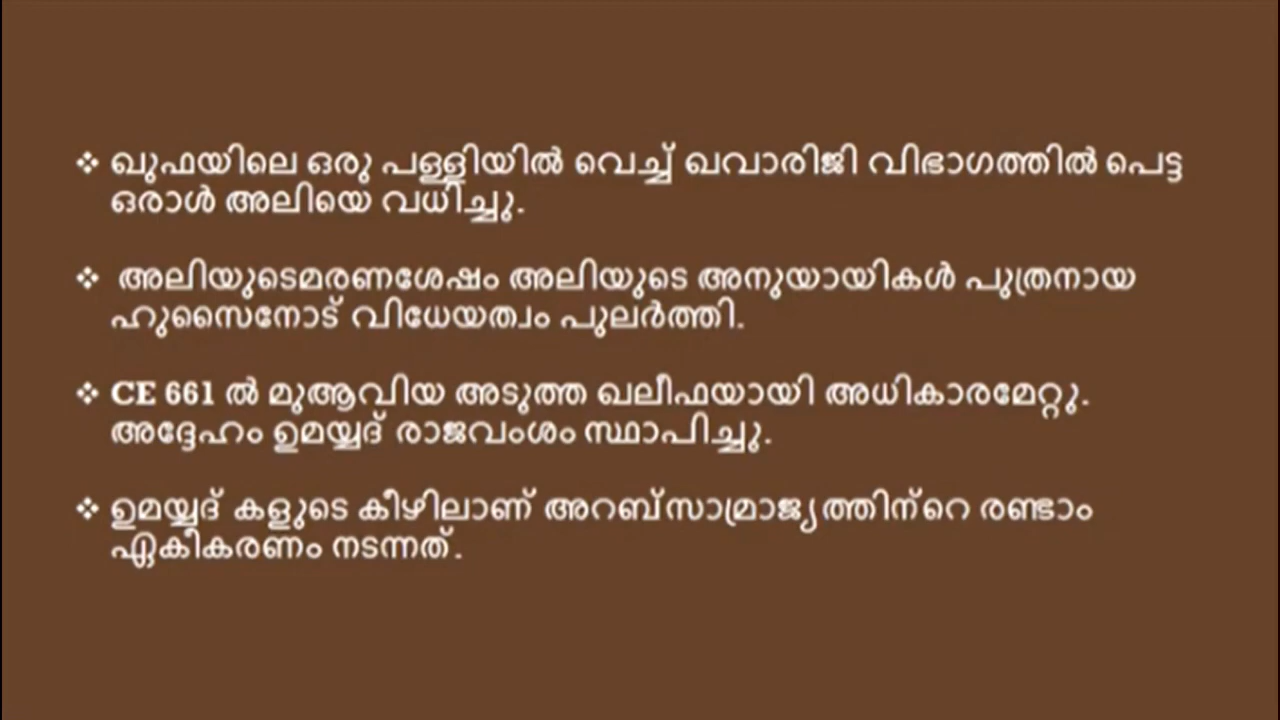 ❖ ഖുഫയിലെ ഒരു പള്ളിയിൽ വെച്ച് ഖവാരിജി വിഭാഗത്തിൽ പെട്ട
ഒരാൾ അലിയെ വധിച്ചു.
❖ അലിയുടെമരണശേഷം അലിയുടെ അനുയായികൾ പുത്രനായ
ഹുസൈനോട് വിധേയത്വം പുലർത്തി.
❖ CE 661 ൽ മുആവിയ അടുത്ത ഖലീഫയായി അധികാരമേറ്റു.
അദ്ദേഹം ഉമയ്യദ് രാജവംശം സ്ഥാപിച്ചു.
❖ ഉമയ്യദ് കളുടെ കീഴിലാണ് അറബ്സാമ്രാജ്യത്തിന്റെ രണ്ടാം
ഏകീകരണം നടന്നത്.